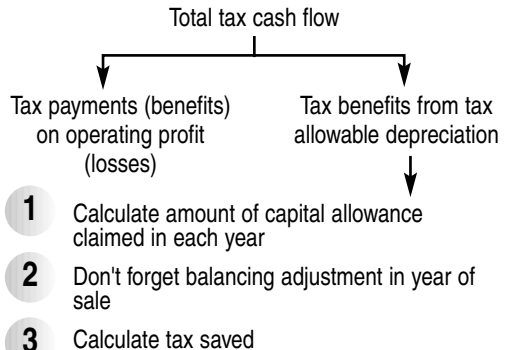 Total tax cash flow
Tax payments (benefits)
on operating profit
(losses)
Tax benefits from tax
allowable depreciation
1 Calculate amount of capital allowance
claimed in each year
2 Don't forget balancing adjustment in year of
sale
3 Calculate tax saved